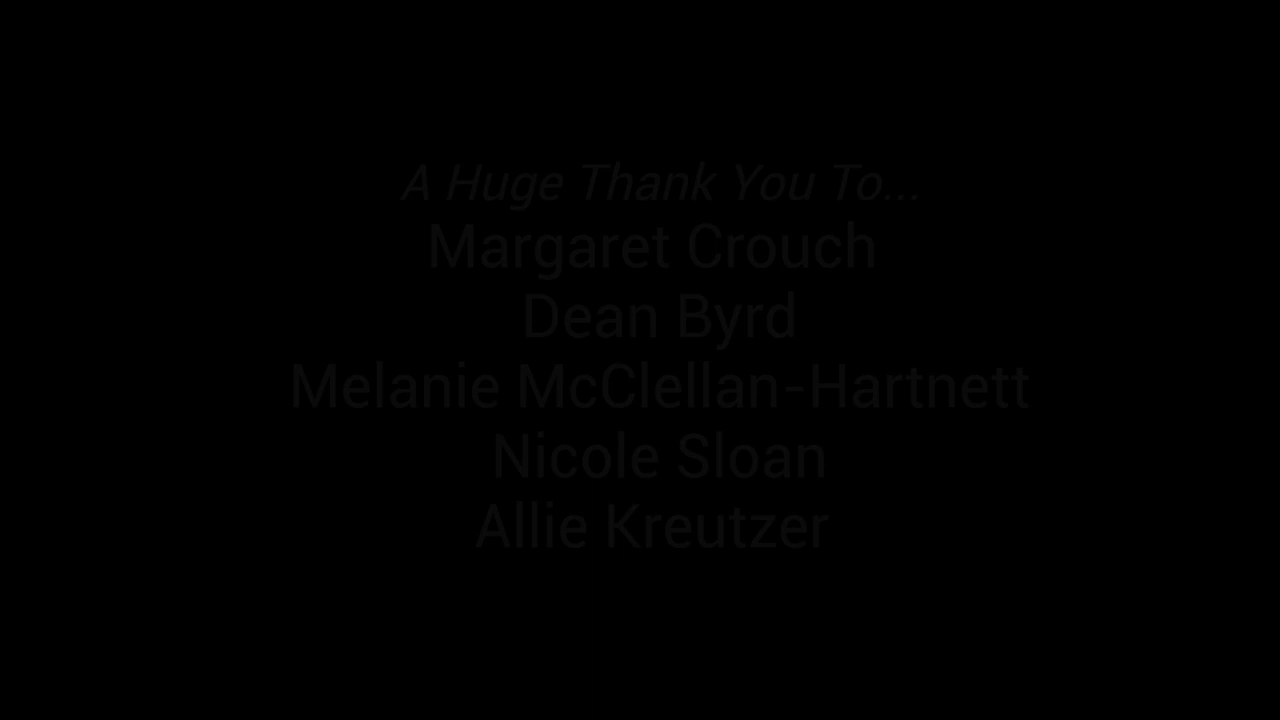 A Huge Thank You To...
Margaret Crouch
Dean Byrd
Melanie McClellan-Hartnett
Nicole Sloan
Allie Kreutzer